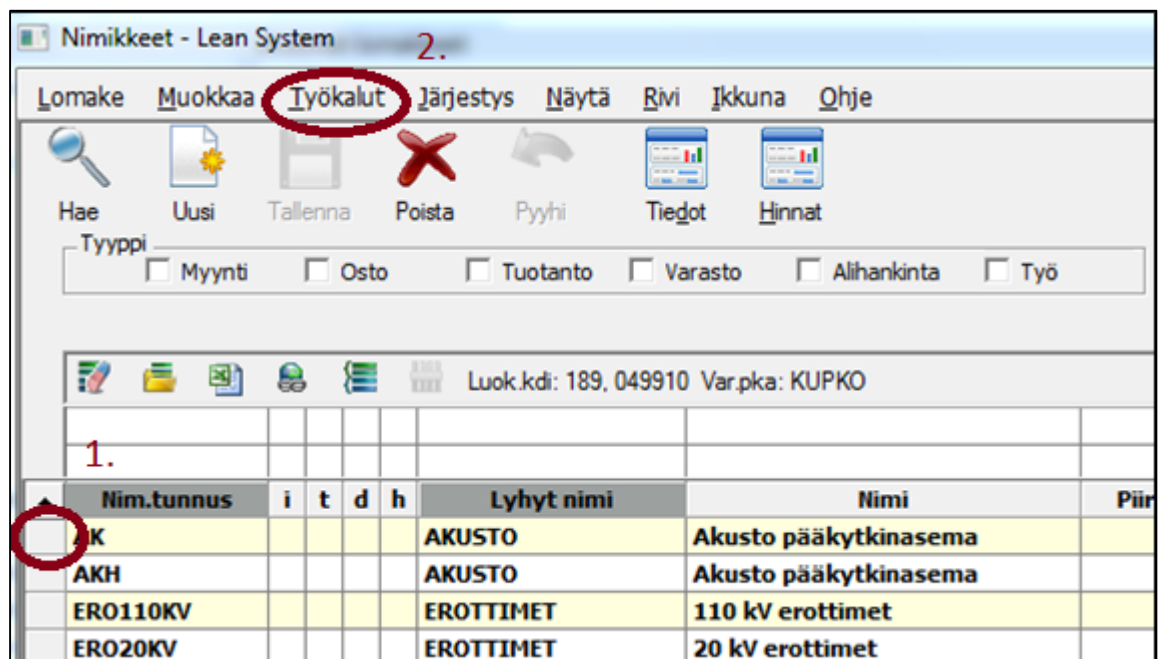 Nimikkeet - Lean System
2.
Lomake Muokkaa Työkalut Järjestys Näytä Rivi Ikkuna Ohje
Hae Uusi Tallenna Poista Pyyhi Tiedot Hinnat
Tyyppi
Myynti Osto Tuotanto Varasto Alihankinta Työ
Luok.kdi: 189, 049910 Var.pka: KUPKO
1.
Nim.tunnus i t d h Lyhyt nimi Nimi Piir
AK AKUSTO Akusto pääkytkinasema
AKH AKUSTO Akusto pääkytkinasema
ERO110KV EROTTIMET 110 kV erottimet
ERO20KV EROTTIMET 20 kV erottimet